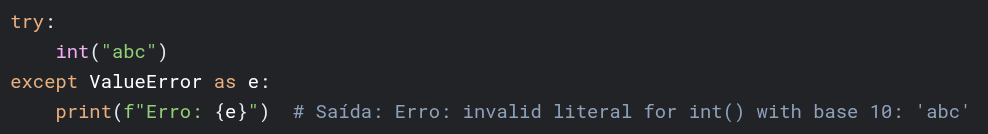 try:
    int("abc")
except ValueError as e:
    print(f"Erro: {e}")  # Saída: Erro: invalid literal for int() with base 10: 'abc'